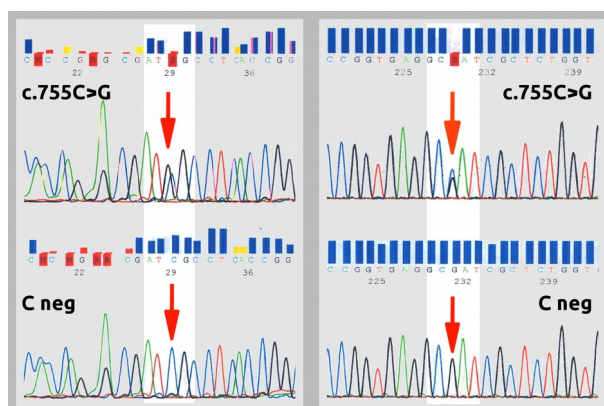 C C G C G A T G C C T C A C C G G
22 29 36
c.755C>G
C C G A T C G C C T C A C C G G
22 29 36
C neg
C C G G T G A G G C A T C G C T C T G G T
225 232 239
c.755C>G
C C G G T G A G G C G A T C G C T C T G G T
225 232 239
C neg